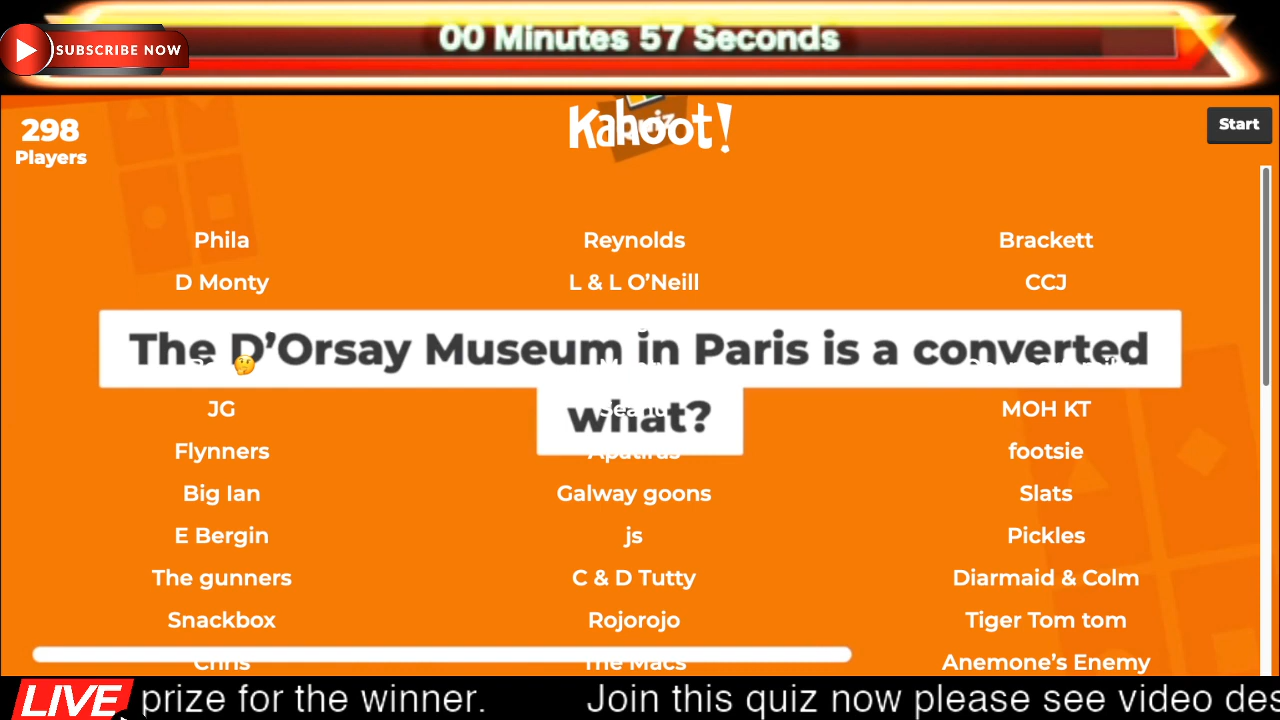 00 Minutes 57 Seconds
SUBSCRIBE NOW
298
Players
Kahoot!
Start
Phila
Reynolds
Brackett
D Monty
L & L O’Neill
CCJ
The D’Orsay Museum in Paris is a converted
what?
JG
MOH KT
Flynners
footsie
Big Ian
Galway goons
Slats
E Bergin
js
Pickles
The gunners
C & D Tutty
Diarmaid & Colm
Snackbox
Rojorojo
Tiger Tom tom
Chris
The Macs
Anemone’s Enemy
LIVE
prize for the winner. Join this quiz now please see video des